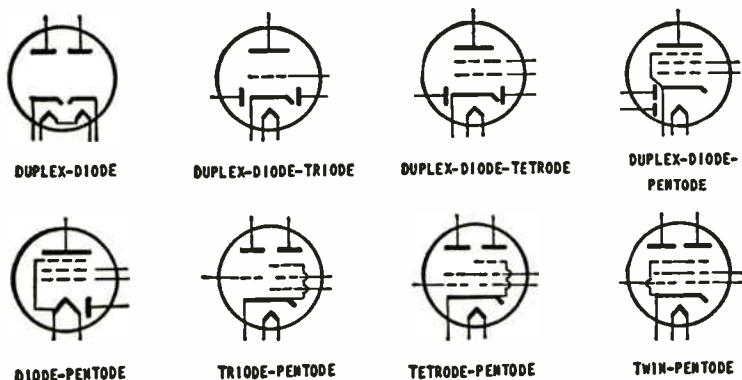 DUPLEX-DIODE
DUPLEX-DIODE-TRIODE
DUPLEX-DIODE-TETRODE
DUPLEX-DIODE-
PENTODE
DIODE-PENTODE
TRIODE-PENTODE
TETRODE-PENTODE
TWIN-PENTODE